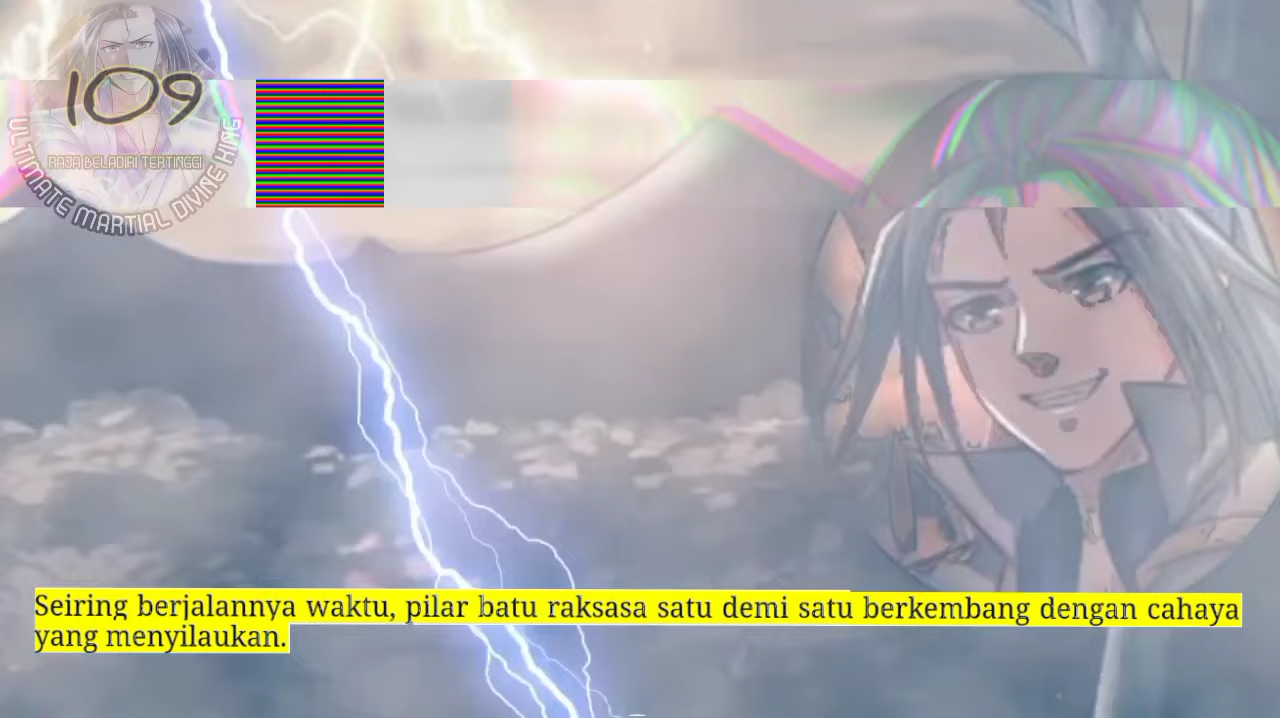 109
RAJA BELADIRI TERTINGGI
ULTIMATE MARTIAL DIVINE KING
Seiring berjalannya waktu, pilar batu raksasa satu demi satu berkembang dengan cahaya
yang menyilaukan.